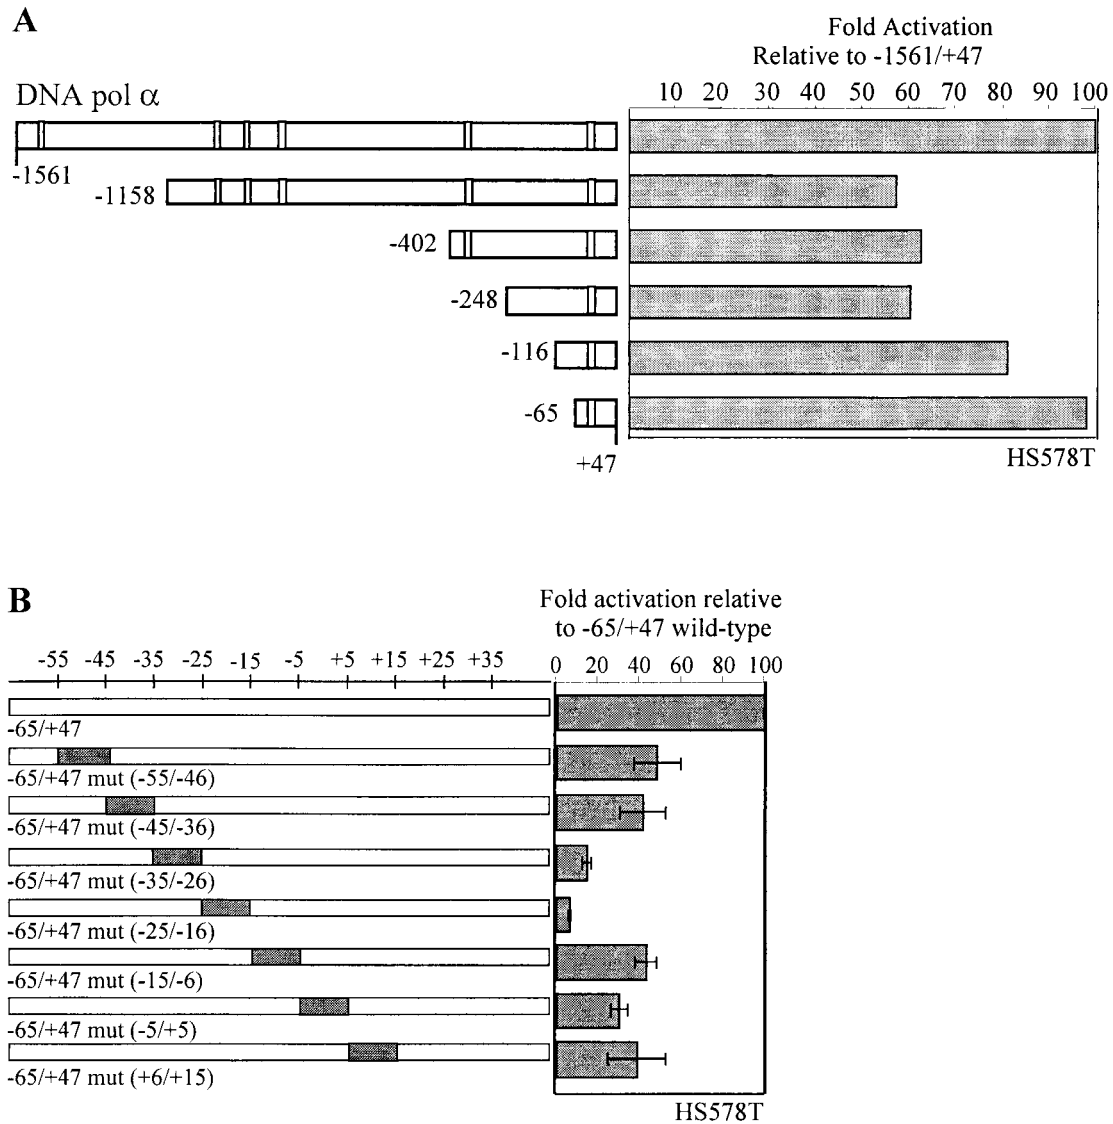 A
Fold Activation
Relative to -1561/+47
DNA pol α
10 20 30 40 50 60 70 80 90 100
-1561
-1158
-402
-248
-116
-65
+47
HS578T
B
Fold activation relative
to -65/+47 wild-type
-55 -45 -35 -25 -15 -5 +5 +15 +25 +35
0 20 40 60 80 100
-65/+47
-65/+47 mut (-55/-46)
-65/+47 mut (-45/-36)
-65/+47 mut (-35/-26)
-65/+47 mut (-25/-16)
-65/+47 mut (-15/-6)
-65/+47 mut (-5/+5)
-65/+47 mut (+6/+15)
HS578T